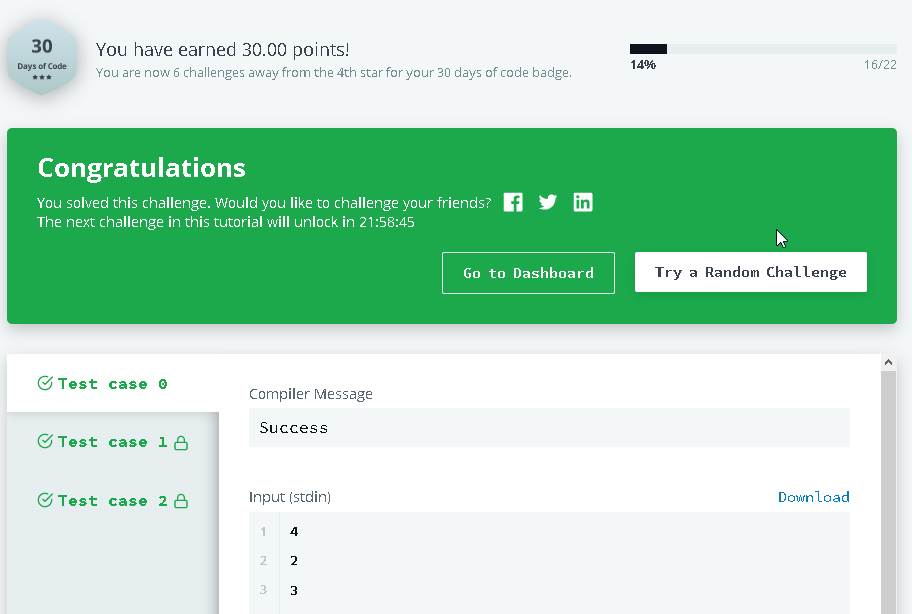 30
Days of Code
★★★
You have earned 30.00 points!
You are now 6 challenges away from the 4th star for your 30 days of code badge.
14%
16/22
Congratulations
You solved this challenge. Would you like to challenge your friends?
The next challenge in this tutorial will unlock in 21:58:45
Go to Dashboard
Try a Random Challenge
Test case 0
Test case 1
Test case 2
Compiler Message
Success
Input (stdin)
Download
1 4
2 2
3 3